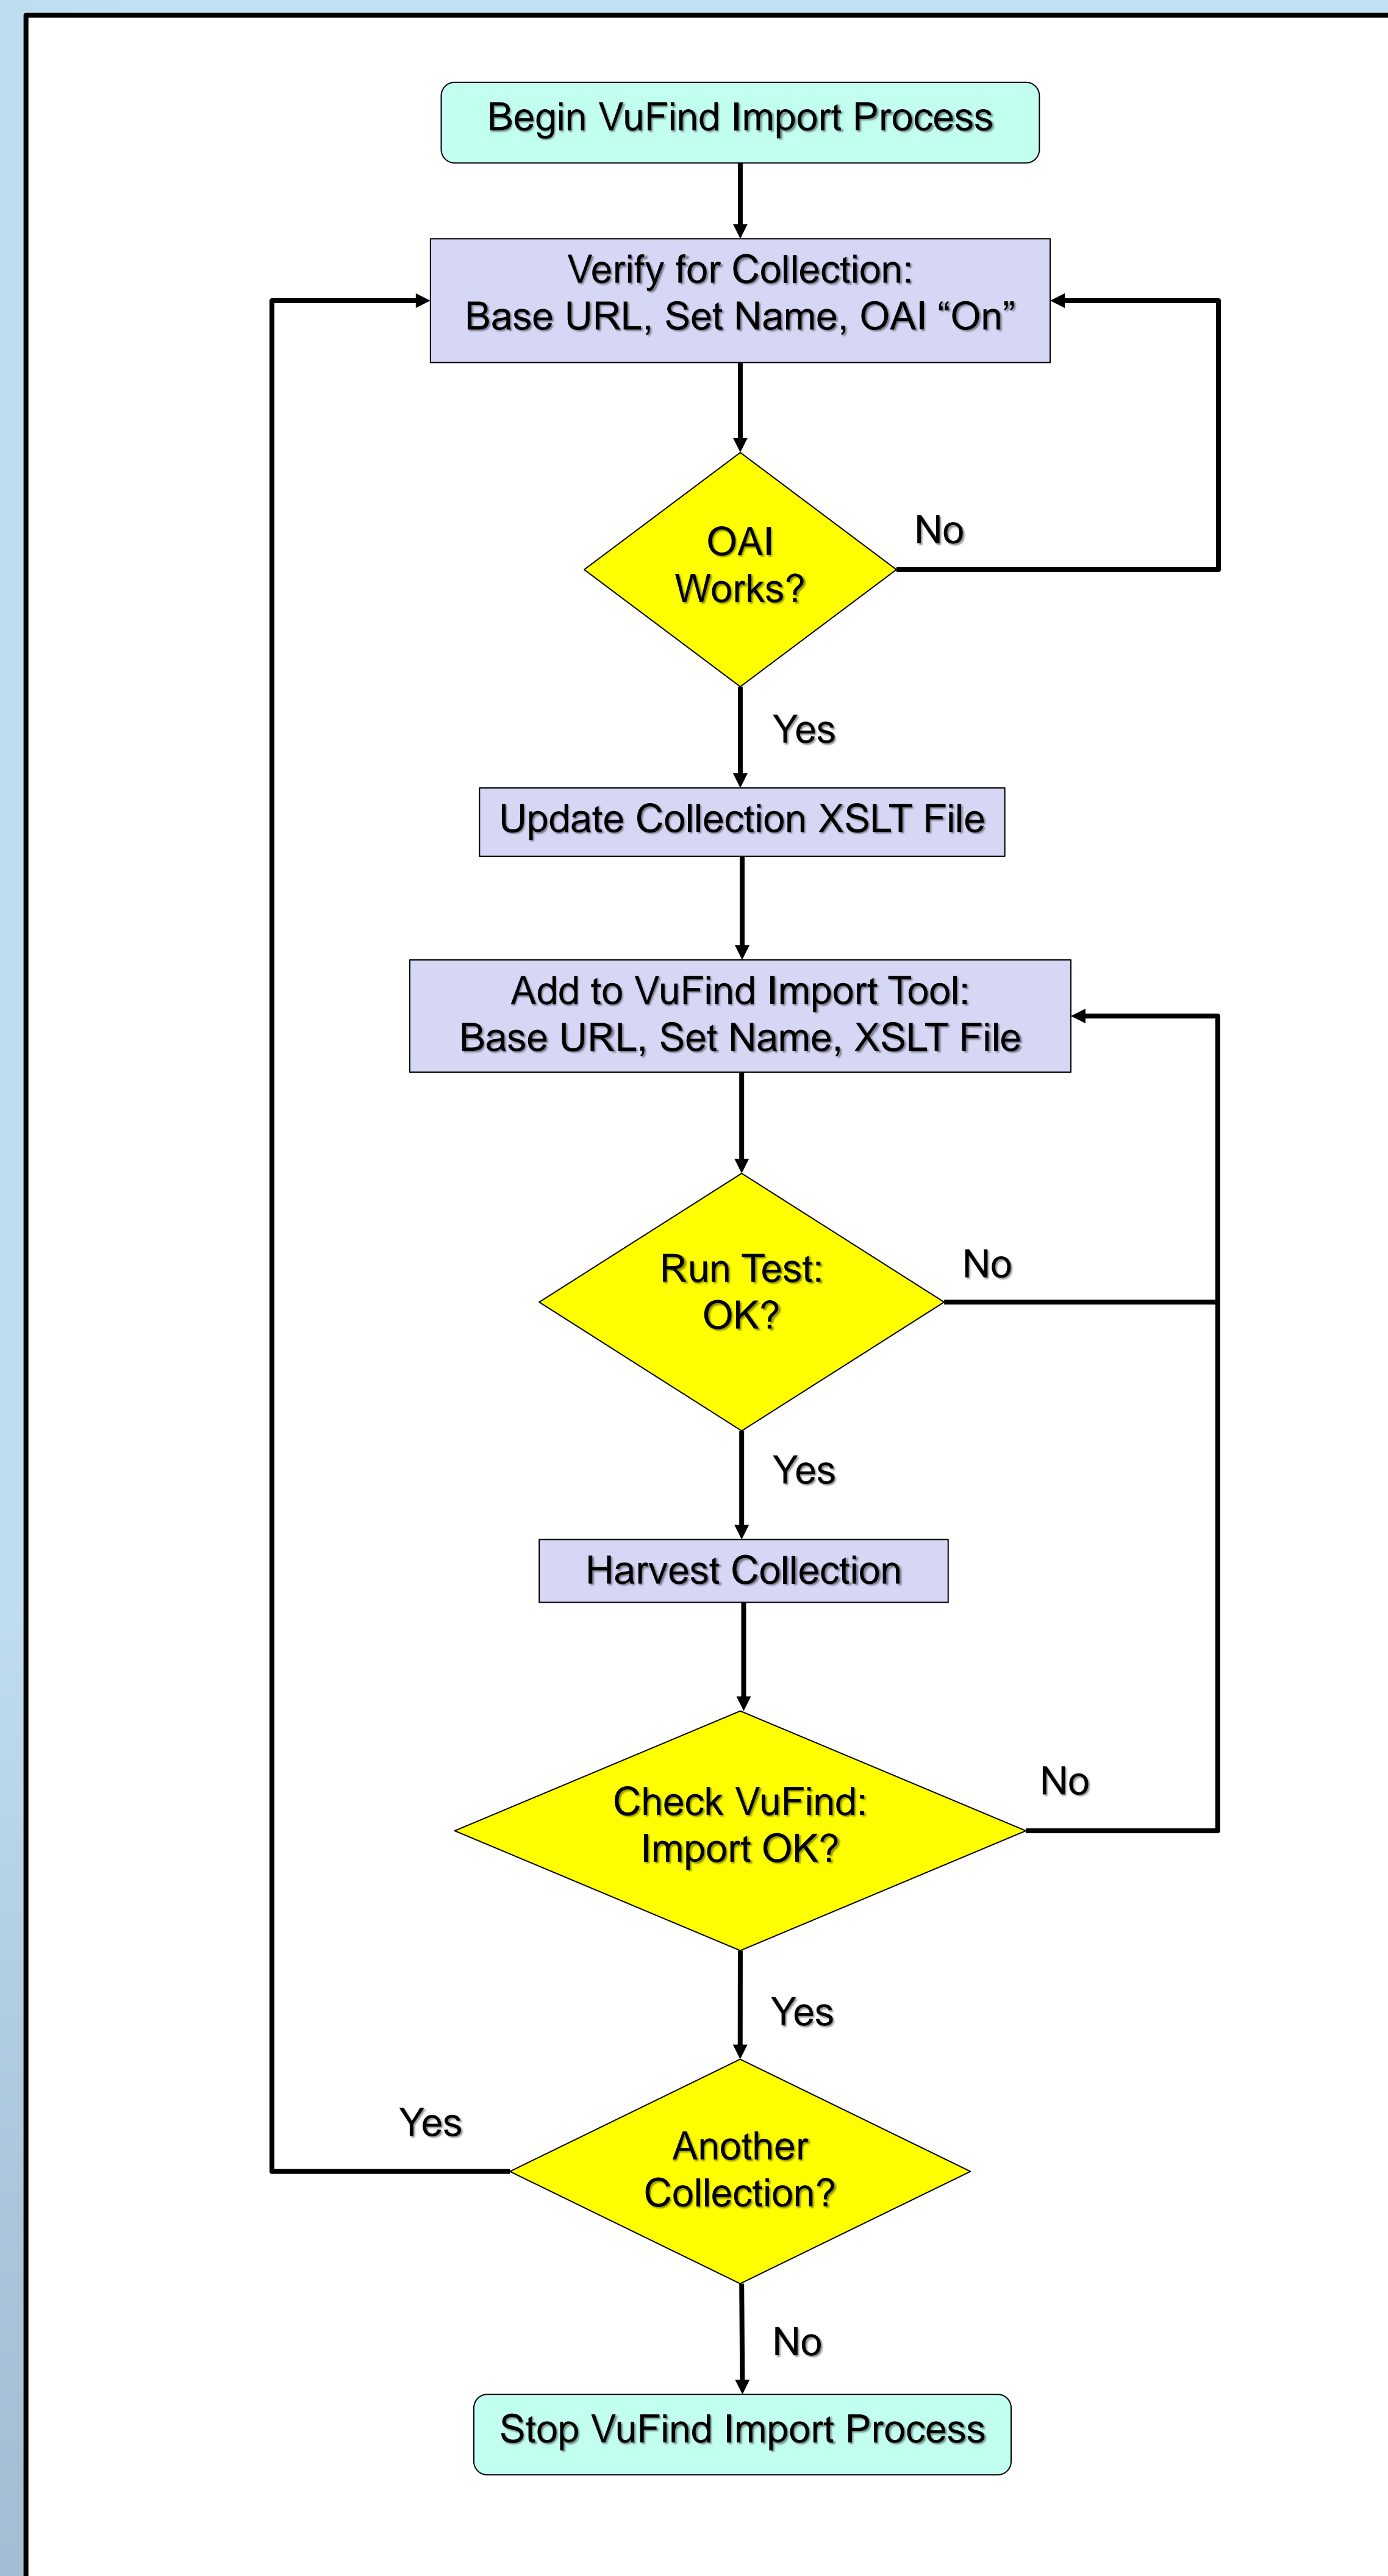 Begin VuFind Import Process
Verify for Collection:
Base URL, Set Name, OAI “On”
OAI
Works?
No
Yes
Update Collection XSLT File
Add to VuFind Import Tool:
Base URL, Set Name, XSLT File
Run Test:
OK?
No
Yes
Harvest Collection
Check VuFind:
Import OK?
No
Yes
Yes
Another
Collection?
No
Stop VuFind Import Process